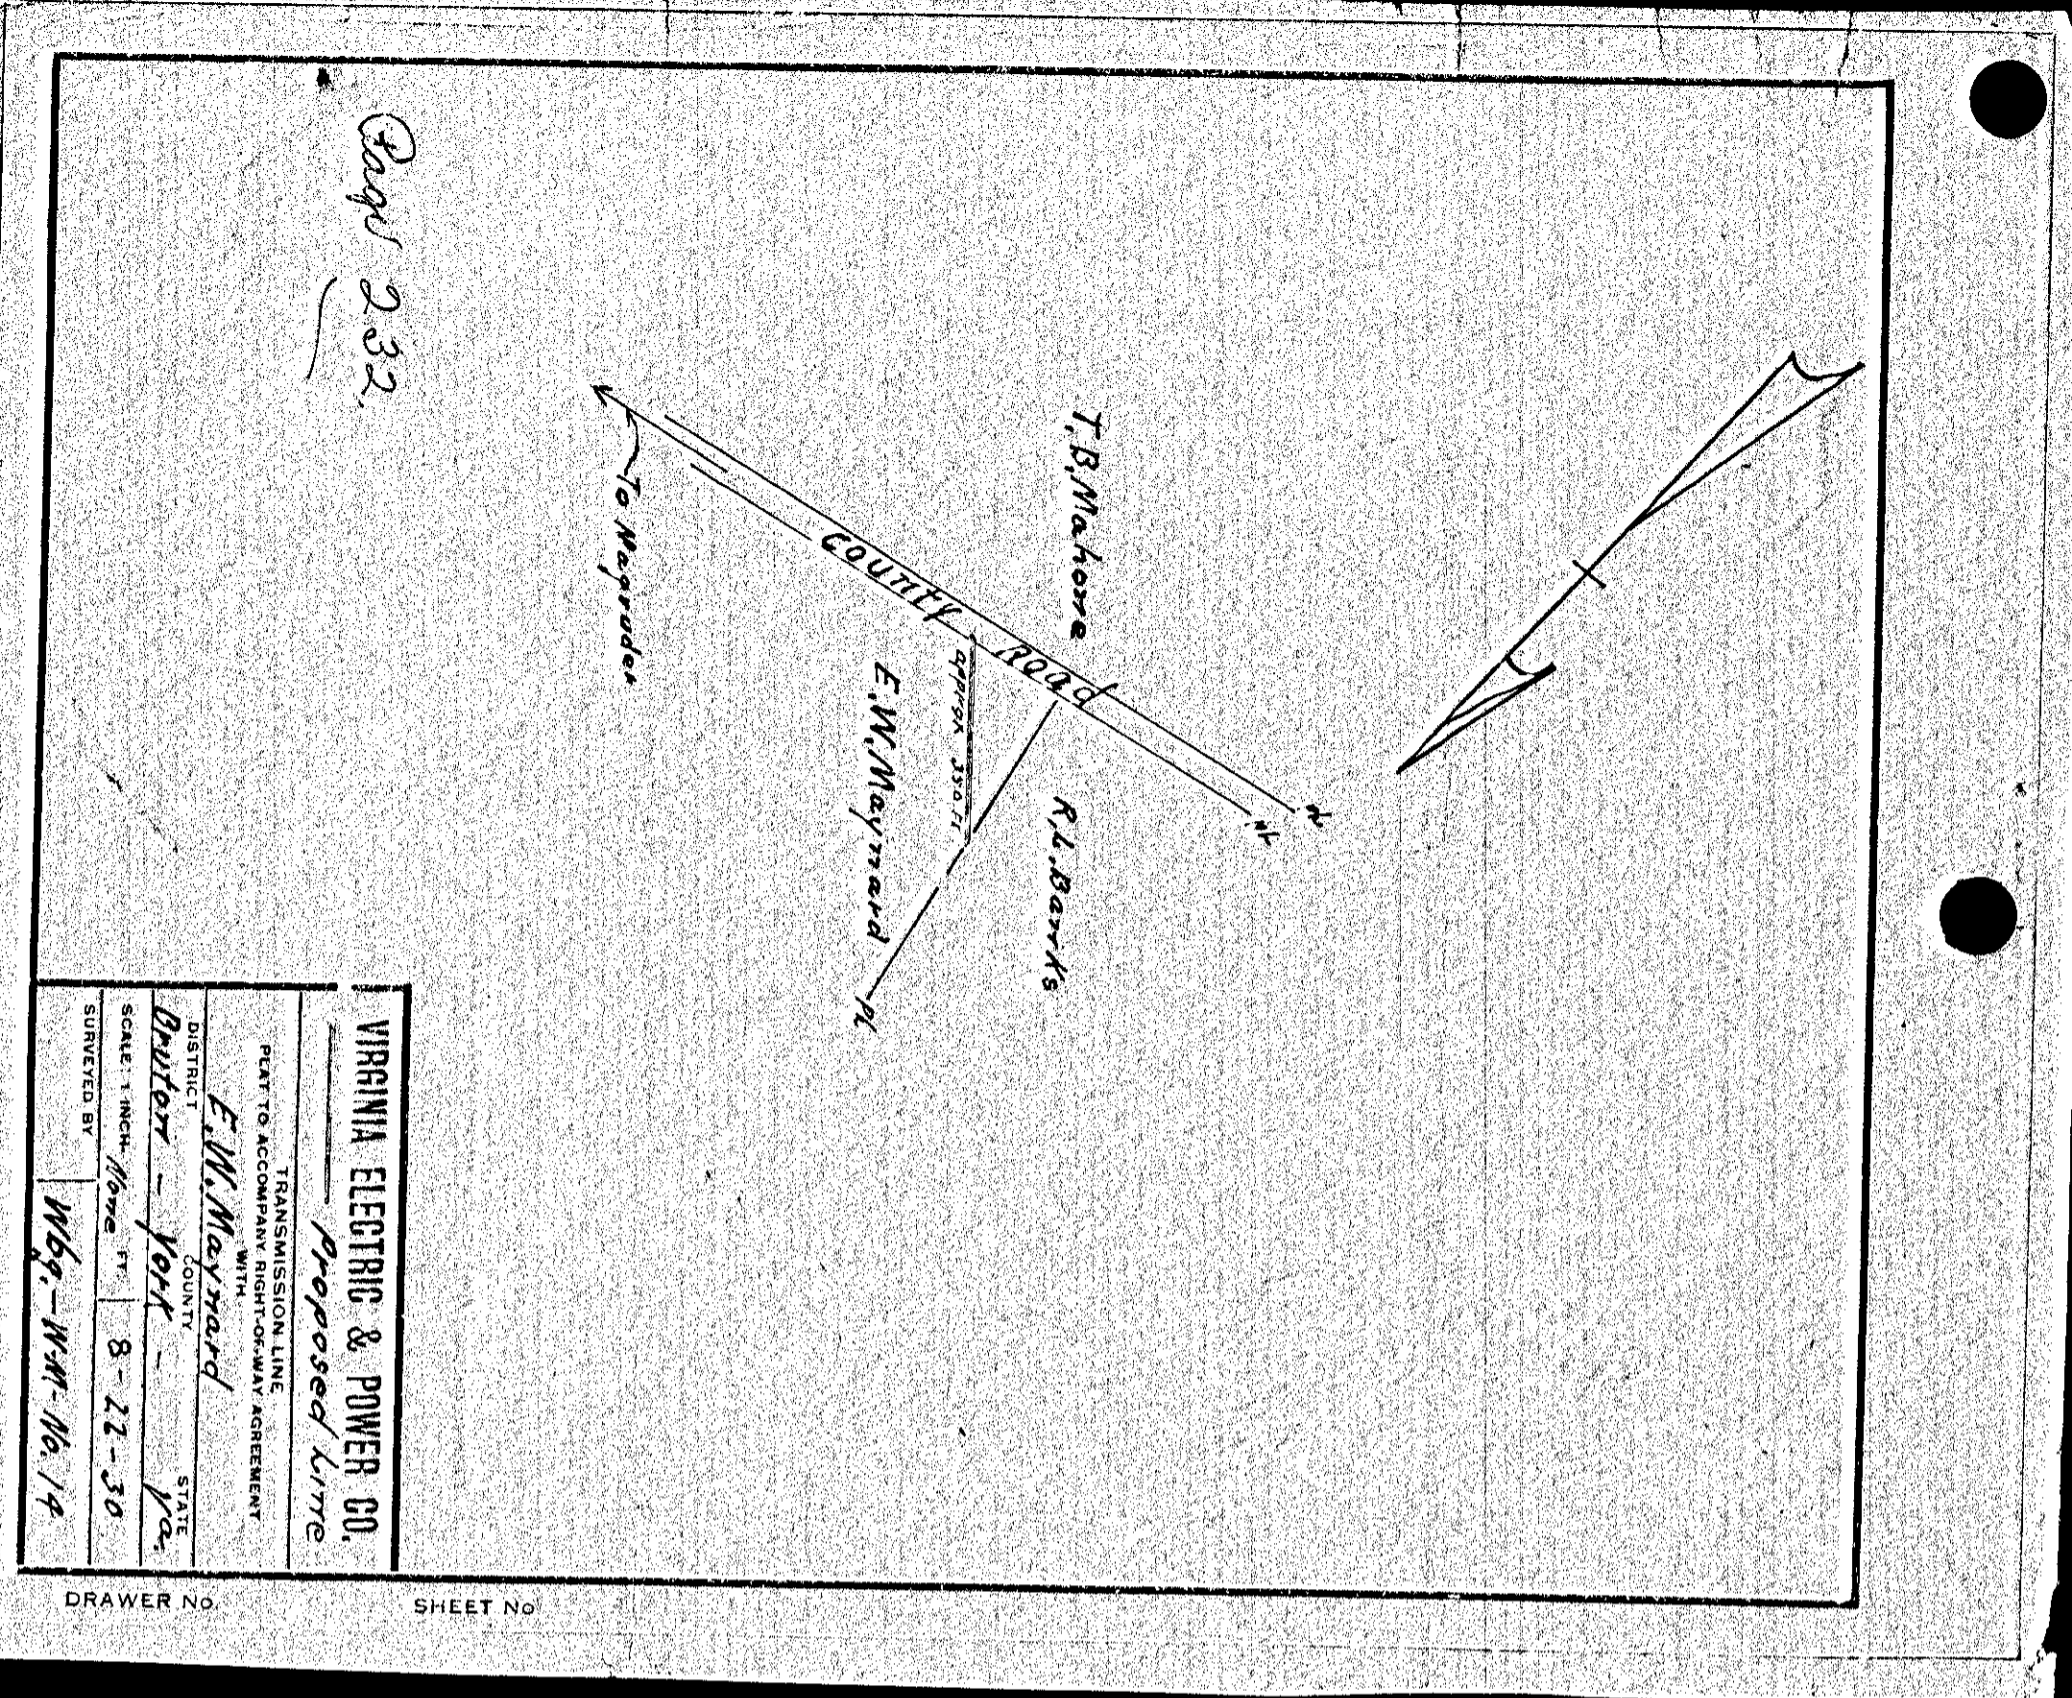 T.B. Mahone
R.L. Banks
COUNTY ROAD
Approx 350 Ft
E.W. Maynard
PL
To Magruder
Page 232.
VIRGINIA ELECTRIC & POWER CO.
Proposed Line
TRANSMISSION LINE
PLAT TO ACCOMPANY RIGHT-OF-WAY AGREEMENT
WITH
E.W. Maynard
DISTRICT COUNTY STATE
Bruton - York - Va.
SCALE: 1 INCH None FT. 8-22-30
SURVEYED BY Wbg.-W.M-No. 14
DRAWER No.
SHEET No